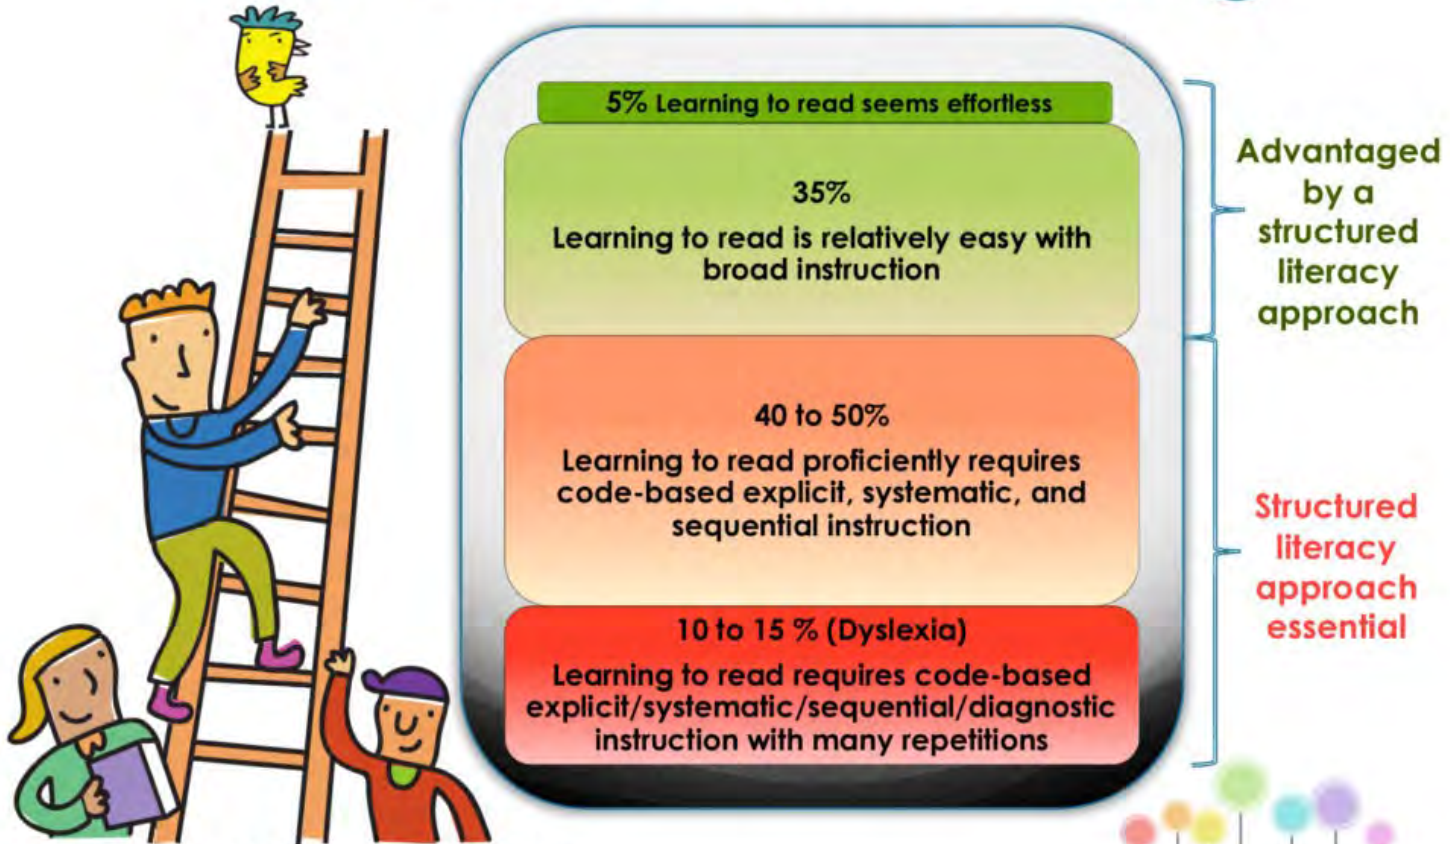 5% Learning to read seems effortless
35%
Learning to read is relatively easy with
broad instruction
40 to 50%
Learning to read proficiently requires
code-based explicit, systematic, and
sequential instruction
10 to 15 % (Dyslexia)
Learning to read requires code-based
explicit/systematic/sequential/diagnostic
instruction with many repetitions
Advantaged
by a
structured
literacy
approach
Structured
literacy
approach
essential